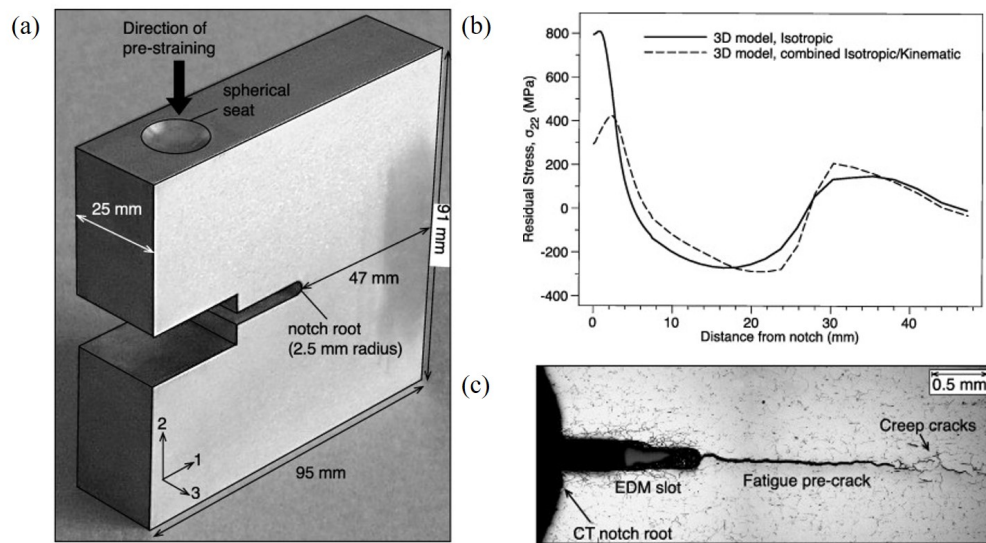 (a)
Direction of
pre-straining
spherical
seat
25 mm
91 mm
47 mm
notch root
(2.5 mm radius)
2
1
3
95 mm
(b)
Residual Stress, σ22 (MPa)
800
600
400
200
0
-200
-400
3D model, Isotropic
3D model, combined Isotropic/Kinematic
0
10
20
30
40
Distance from notch (mm)
(c)
0.5 mm
Creep cracks
EDM slot
Fatigue pre-crack
CT notch root